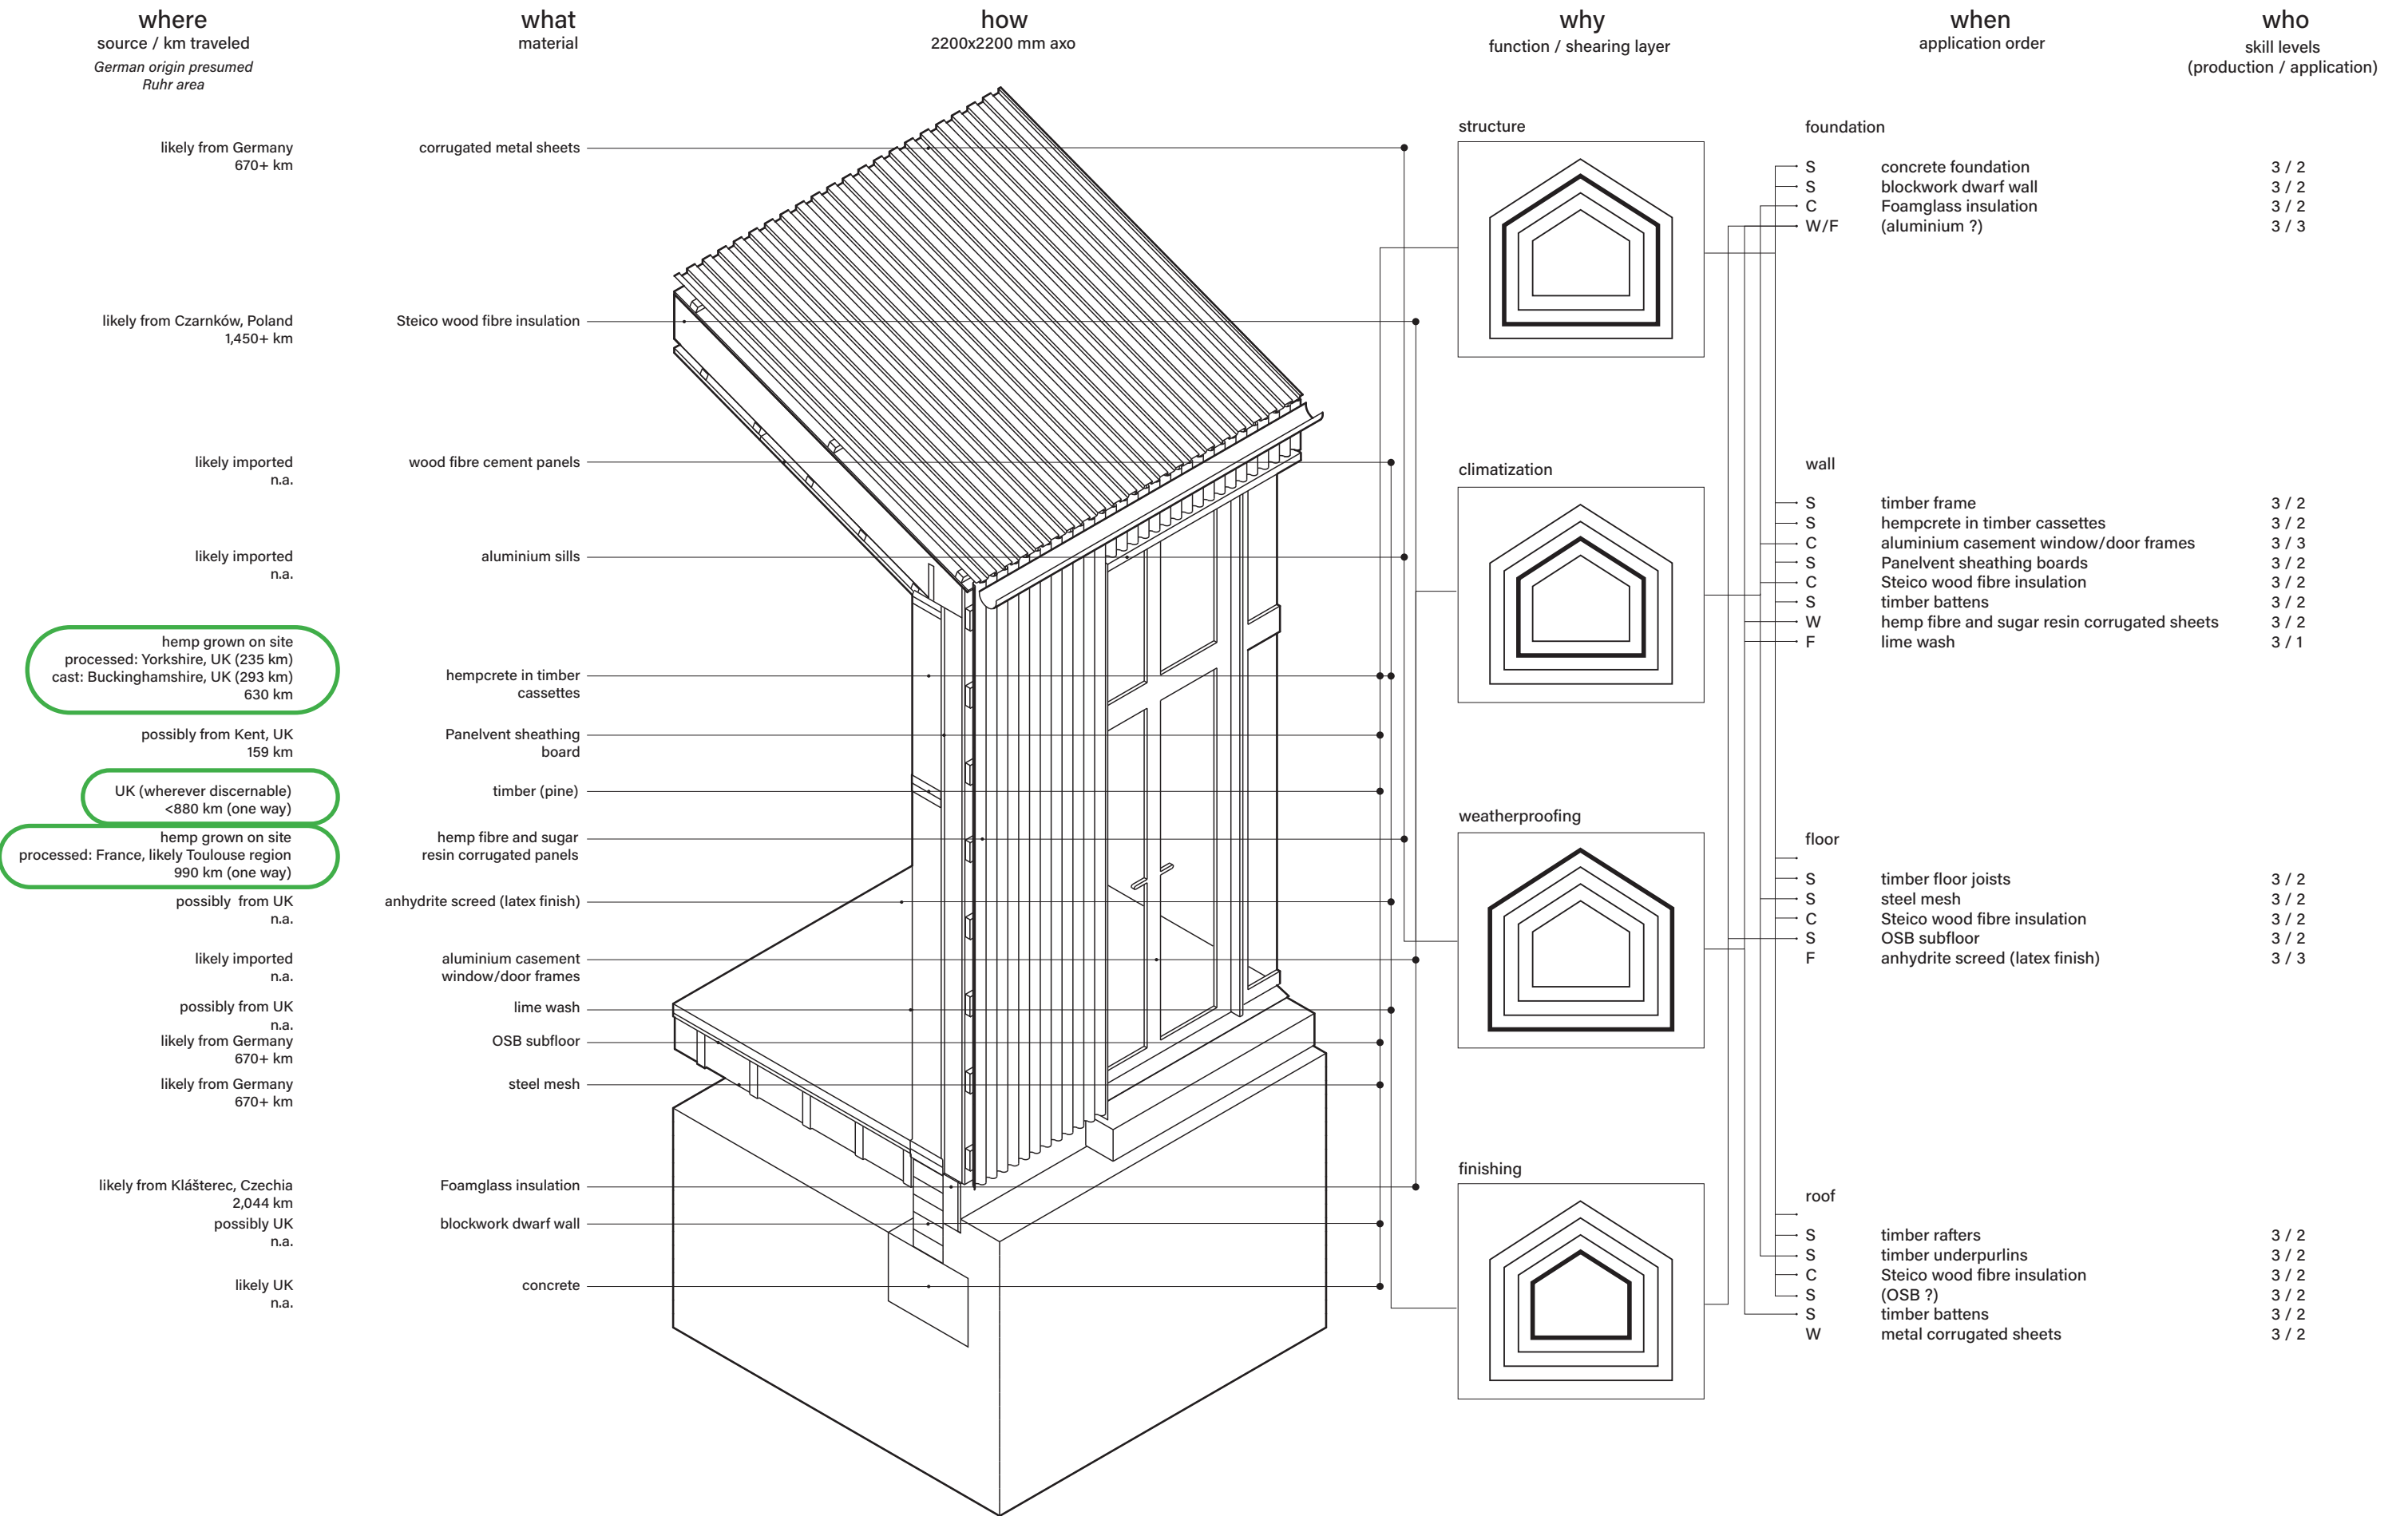 where
source / km traveled
German origin presumed
Ruhr area
what
material
how
2200x2200 mm axo
why
function / shearing layer
when
application order
who
skill levels
(production / application)
likely from Germany
670+ km
corrugated metal sheets
likely from Czarnków, Poland
1,450+ km
Steico wood fibre insulation
likely imported
n.a.
wood fibre cement panels
likely imported
n.a.
aluminium sills
hemp grown on site
processed: Yorkshire, UK (235 km)
cast: Buckinghamshire, UK (293 km)
630 km
hempcrete in timber
cassettes
possibly from Kent, UK
159 km
Panelvent sheathing
board
UK (wherever discernable)
<880 km (one way)
timber (pine)
hemp grown on site
processed: France, likely Toulouse region
990 km (one way)
hemp fibre and sugar
resin corrugated panels
possibly from UK
n.a.
anhydrite screed (latex finish)
likely imported
n.a.
aluminium casement
window/door frames
possibly from UK
n.a.
lime wash
likely from Germany
670+ km
OSB subfloor
likely from Germany
670+ km
steel mesh
likely from Klášterec, Czechia
2,044 km
Foamglass insulation
possibly UK
n.a.
blockwork dwarf wall
likely UK
n.a.
concrete
structure
climatization
weatherproofing
finishing
foundation
S concrete foundation 3 / 2
S blockwork dwarf wall 3 / 2
C Foamglass insulation 3 / 2
W/F (aluminium ?) 3 / 3
wall
S timber frame 3 / 2
S hempcrete in timber cassettes 3 / 2
C aluminium casement window/door frames 3 / 3
S Panelvent sheathing boards 3 / 2
C Steico wood fibre insulation 3 / 2
S timber battens 3 / 2
W hemp fibre and sugar resin corrugated sheets 3 / 2
F lime wash 3 / 1
floor
S timber floor joists 3 / 2
S steel mesh 3 / 2
C Steico wood fibre insulation 3 / 2
S OSB subfloor 3 / 2
F anhydrite screed (latex finish) 3 / 3
roof
S timber rafters 3 / 2
S timber underpurlins 3 / 2
C Steico wood fibre insulation 3 / 2
S (OSB ?) 3 / 2
S timber battens 3 / 2
W metal corrugated sheets 3 / 2